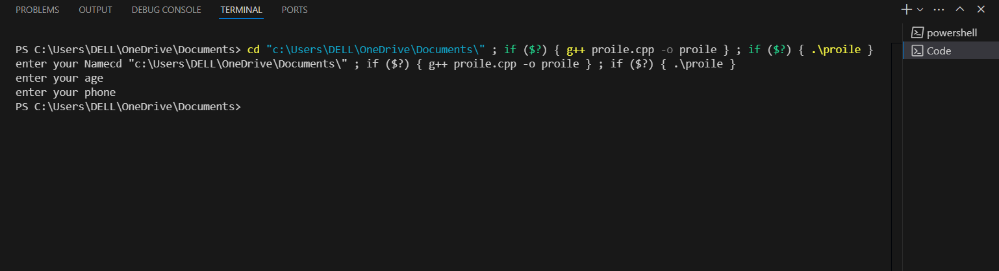 PROBLEMS OUTPUT DEBUG CONSOLE TERMINAL PORTS
powershell
Code
PS C:\Users\DELL\OneDrive\Documents> cd "c:\Users\DELL\OneDrive\Documents\" ; if ($?) { g++ proile.cpp -o proile } ; if ($?) { .\proile }
enter your Namecd "c:\Users\DELL\OneDrive\Documents\" ; if ($?) { g++ proile.cpp -o proile } ; if ($?) { .\proile }
enter your age
enter your phone
PS C:\Users\DELL\OneDrive\Documents>